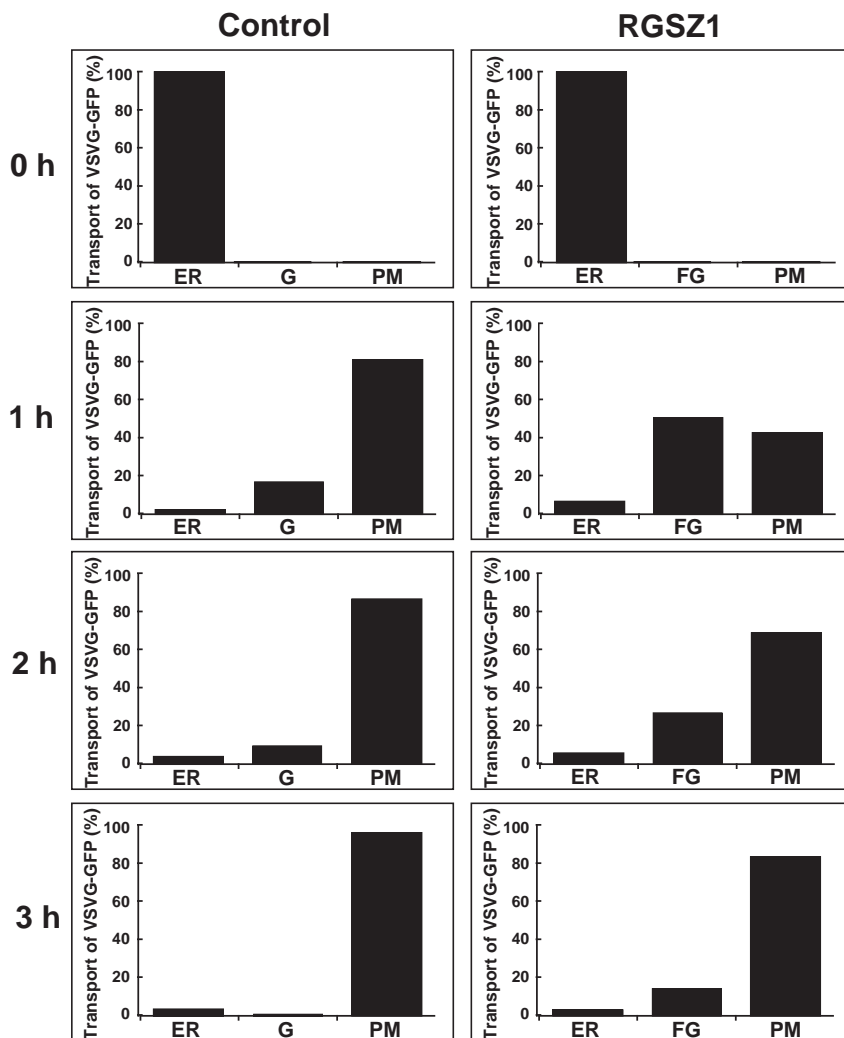 Control
RGSZ1
0 h
Transport of VSVG-GFP (%)
100
80
60
40
20
0
ER G PM
Transport of VSVG-GFP (%)
100
80
60
40
20
0
ER FG PM
1 h
Transport of VSVG-GFP (%)
100
80
60
40
20
0
ER G PM
Transport of VSVG-GFP (%)
100
80
60
40
20
0
ER FG PM
2 h
Transport of VSVG-GFP (%)
100
80
60
40
20
0
ER G PM
Transport of VSVG-GFP (%)
100
80
60
40
20
0
ER FG PM
3 h
Transport of VSVG-GFP (%)
100
80
60
40
20
0
ER G PM
Transport of VSVG-GFP (%)
100
80
60
40
20
0
ER FG PM